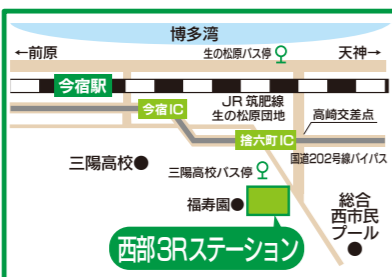 博多湾
←前原
生の松原バス停
天神→
今宿駅
今宿IC
JR筑肥線
生の松原団地
高崎交差点
捨六町IC
国道202号線バイパス
三陽高校●
三陽高校バス停
福寿園●
総合
西市民
プール
●
西部3Rステーション